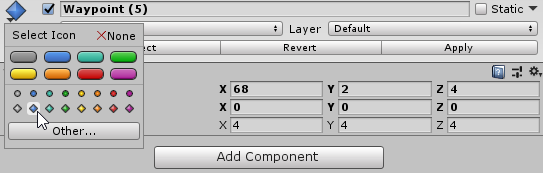 Waypoint (5) Static
Select Icon None Layer Default
ect Revert Apply
X 68 Y 2 Z 4
X 0 Y 0 Z 0
X 4 Y 4 Z 4
Other...
Add Component